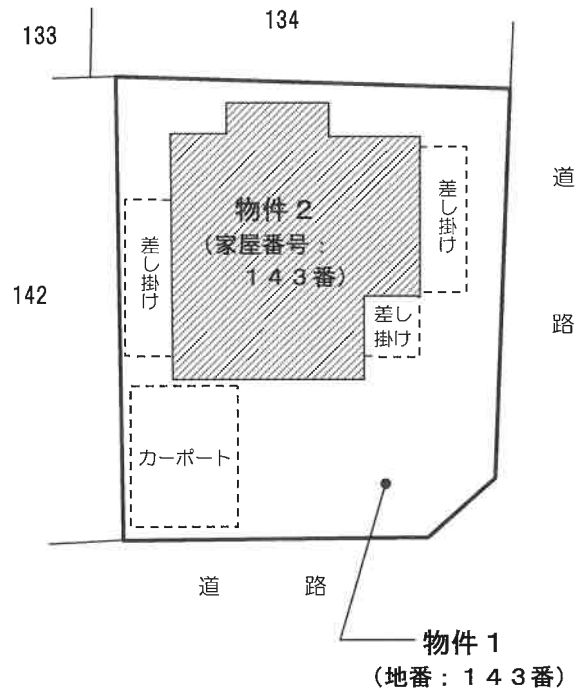 133
134
道
路
142
物件２
（家屋番号：
１４３番）
差し掛け
差し掛け
差し
掛け
カーポート
道　路
物件１
（地番：１４３番）